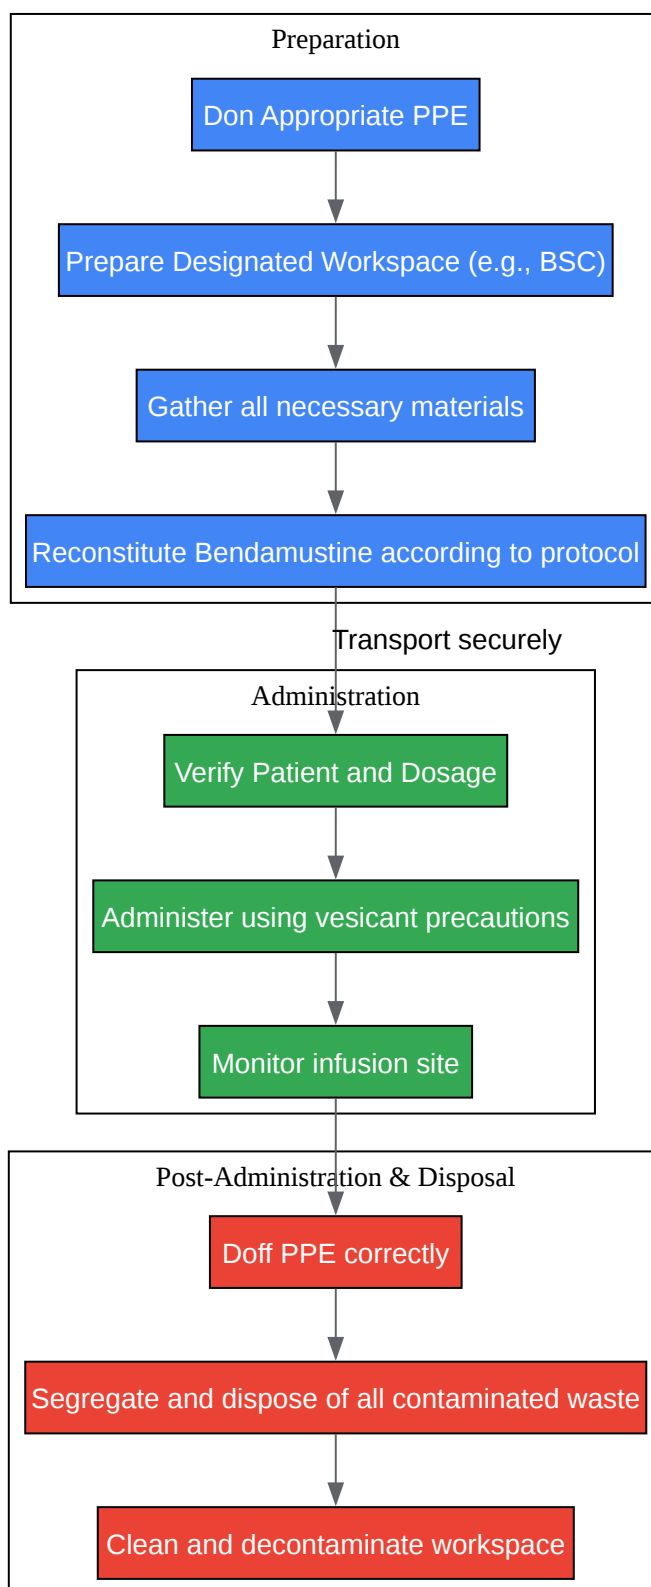 Preparation
Don Appropriate PPE
Prepare Designated Workspace (e.g., BSC)
Gather all necessary materials
Reconstitute Bendamustine according to protocol
Transport securely
Administration
Verify Patient and Dosage
Administer using vesicant precautions
Monitor infusion site
Post-Administration & Disposal
Doff PPE correctly
Segregate and dispose of all contaminated waste
Clean and decontaminate workspace